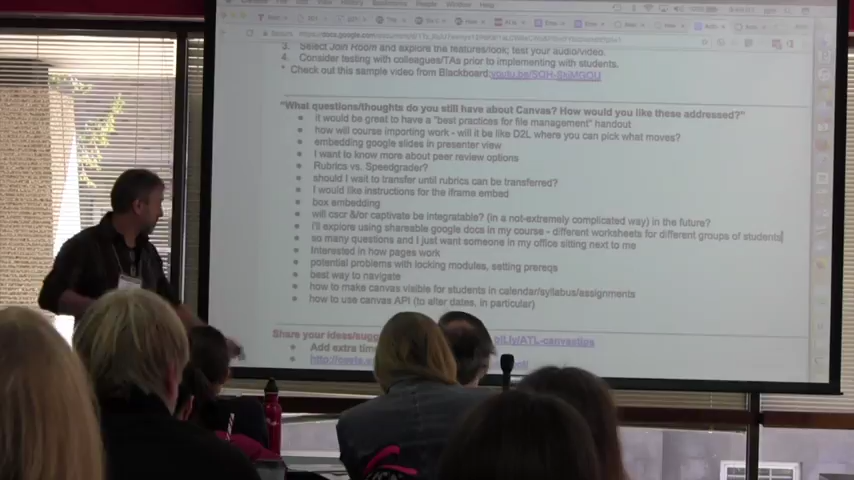 3. Select Join Room and explore the features/look; test your audio/video.
4. Consider testing with colleagues/TAs prior to implementing with students.
* Check out this sample video from Blackboard:
"What questions/thoughts do you still have about Canvas? How would you like these addressed?"
it would be great to have a "best practices for file management" handout
how will course importing work - will it be like D2L where you can pick what moves?
embedding google slides in presenter view
I want to know more about peer review options
Rubrics vs. Speedgrader?
should I wait to transfer until rubrics can be transferred?
I would like instructions for the iframe embed
box embedding
will cscr &/or captivate be integratable? (in a not-extremely complicated way) in the future?
i'll explore using shareable google docs in my course - different worksheets for different groups of students
so many questions and I just want someone in my office sitting next to me
Interested in how pages work
potential problems with locking modules, setting prereqs
best way to navigate
how to make canvas visible for students in calendar/syllabus/assignments
how to use canvas API (to alter dates, in particular)
Share your ideas/
Add extra